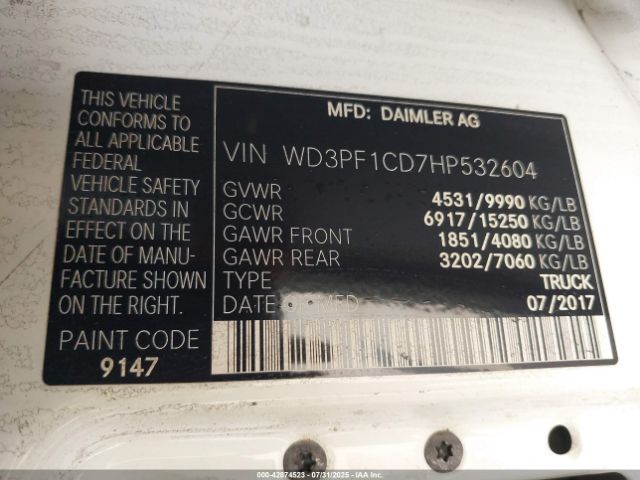 THIS VEHICLE
CONFORMS TO
ALL APPLICABLE
FEDERAL
VEHICLE SAFETY
STANDARDS IN
EFFECT ON THE
DATE OF MANU-
FACTURE SHOWN
ON THE RIGHT.
PAINT CODE
9147
MFD: DAIMLER AG
VIN WD3PF1CD7HP532604
GVWR 4531/9990 KG/LB
GCWR 6917/15250 KG/LB
GAWR FRONT 1851/4080 KG/LB
GAWR REAR 3202/7060 KG/LB
TYPE TRUCK
DATE OF MFD 07/2017
000-42874523 | 07/31/2025 - IAA Inc.